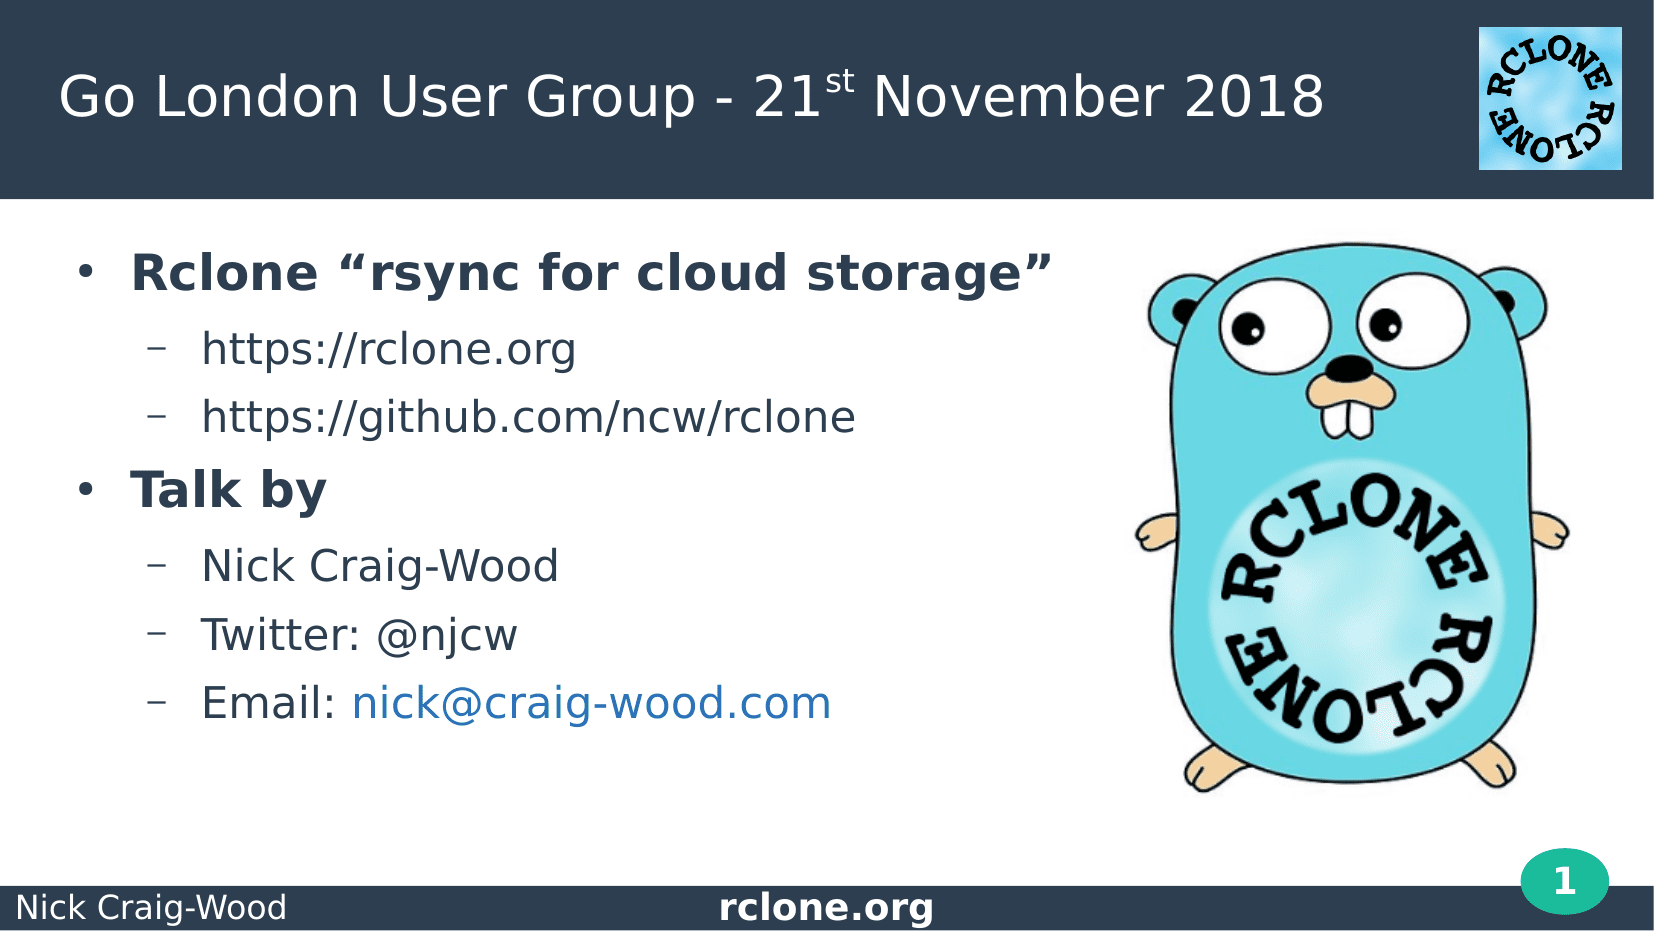 Go London User Group - 21st November 2018
RCLONE RCLONE
• Rclone “rsync for cloud storage”
– https://rclone.org
– https://github.com/ncw/rclone
• Talk by
– Nick Craig-Wood
– Twitter: @njcw
– Email: nick@craig-wood.com
RCLONE RCLONE
Nick Craig-Wood
rclone.org
1